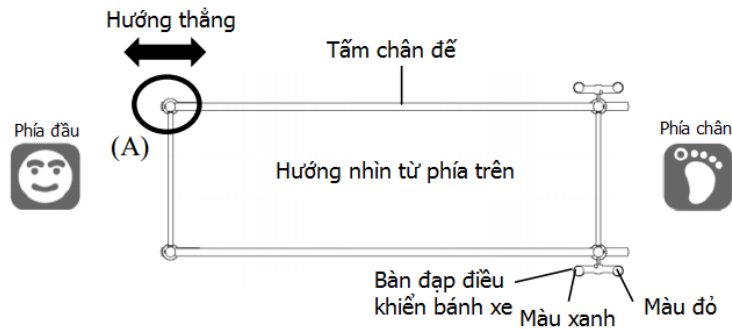 Hướng thẳng
Tấm chân đế
Phía đầu
(A)
Phía chân
Hướng nhìn từ phía trên
Bàn đạp điều
khiển bánh xe
Màu xanh
Màu đỏ